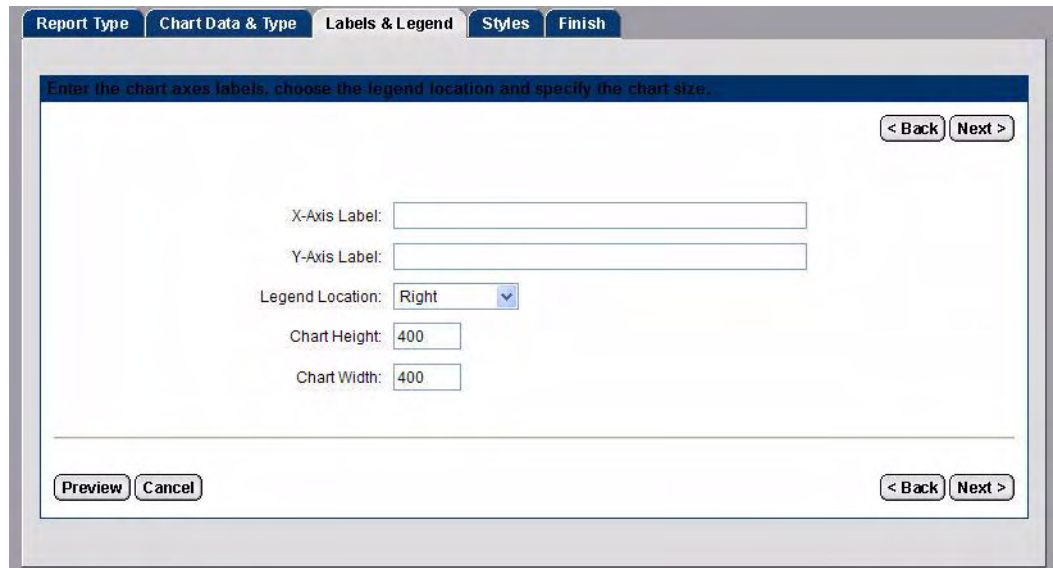 Report Type Chart Data & Type Labels & Legend Styles Finish
Enter the chart axes labels, choose the legend location and specify the chart size.
< Back Next >
X-Axis Label:
Y-Axis Label:
Legend Location: Right
Chart Height: 400
Chart Width: 400
Preview Cancel < Back Next >